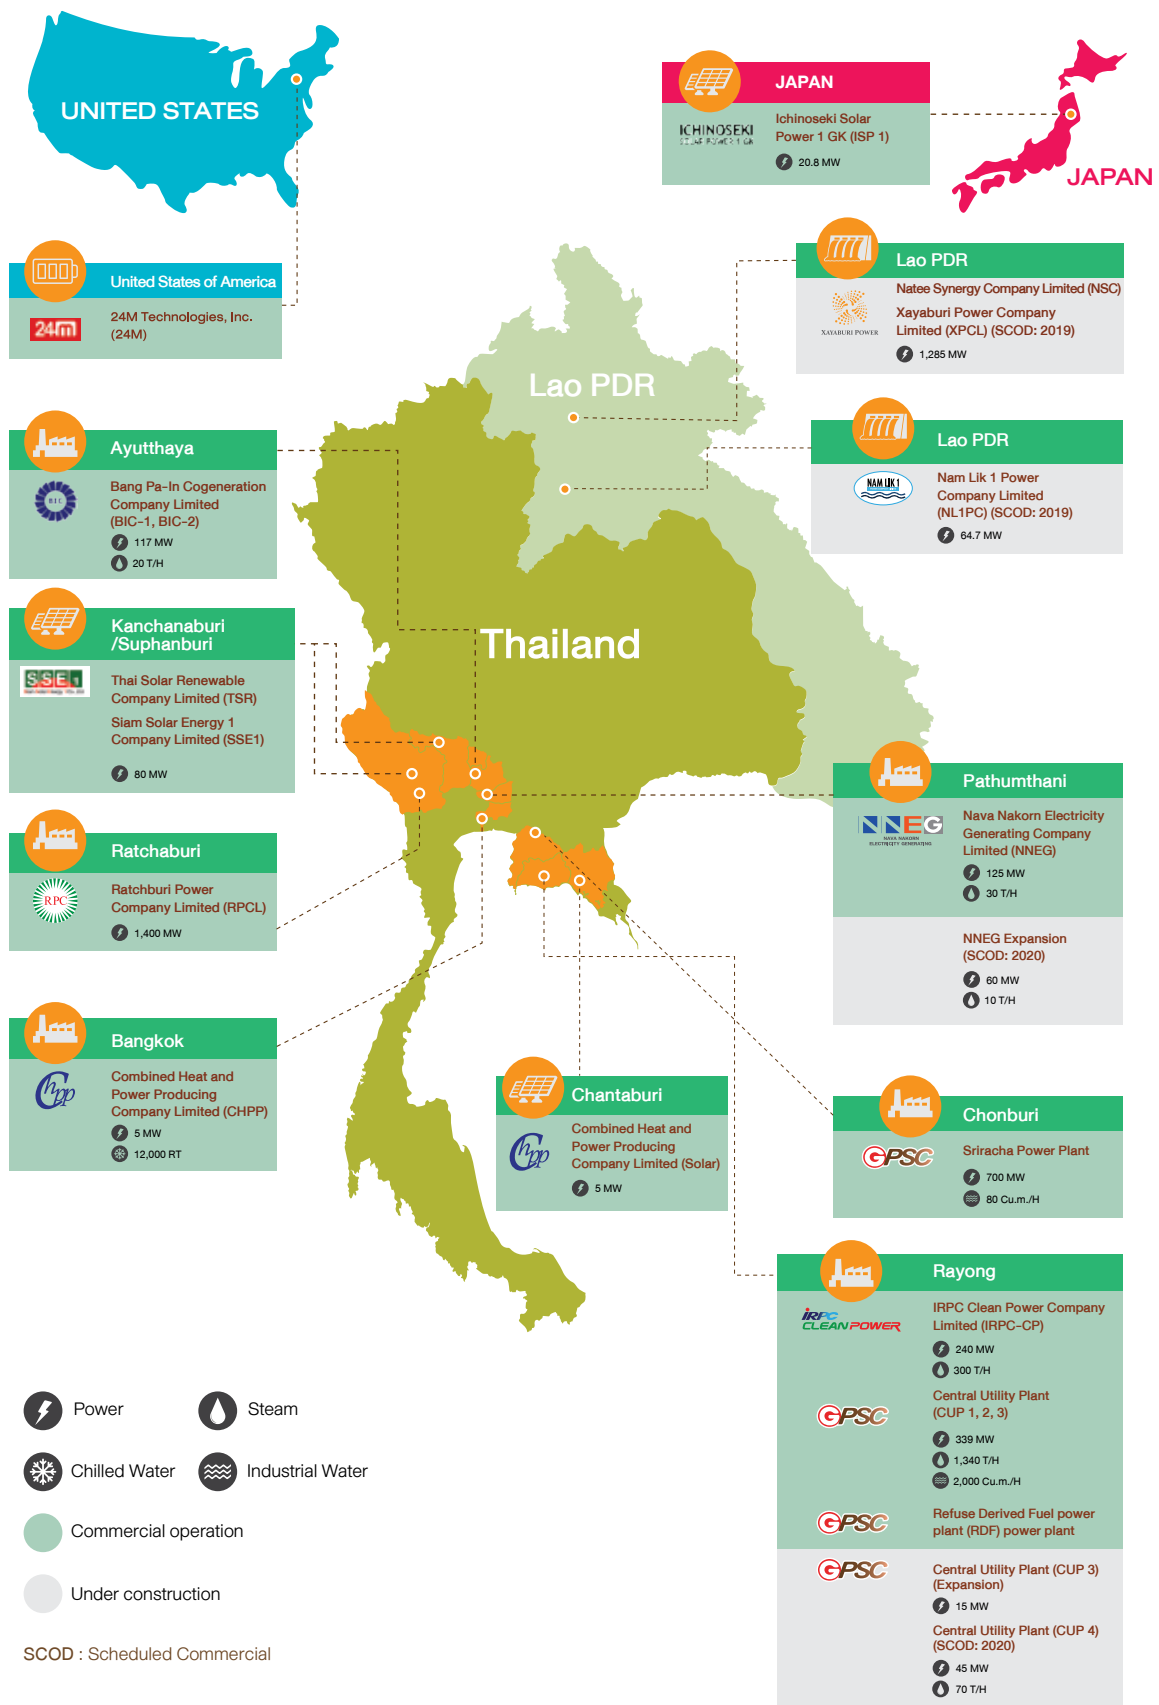 UNITED STATES
JAPAN
ICHINOSEKI
SOLAR POWER 1 GK
Ichinoseki Solar
Power 1 GK (ISP 1)
20.8 MW
JAPAN
United States of America
24m
24M Technologies, Inc.
(24M)
Lao PDR
XAYABURI POWER
Natee Synergy Company Limited (NSC)
Xayaburi Power Company
Limited (XPCL) (SCOD: 2019)
1,285 MW
Lao PDR
Lao PDR
NAM LIK 1
Nam Lik 1 Power
Company Limited
(NL1PC) (SCOD: 2019)
64.7 MW
Ayutthaya
BIC
Bang Pa-In Cogeneration
Company Limited
(BIC-1, BIC-2)
117 MW
20 T/H
Kanchanaburi
/Suphanburi
SSE1
Thai Solar Renewable
Company Limited (TSR)
Siam Solar Energy 1
Company Limited (SSE1)
80 MW
Thailand
Ratchaburi
RPC
Ratchburi Power
Company Limited (RPCL)
1,400 MW
Pathumthani
NNEG
NAVA NAKORN
ELECTRICITY GENERATING
Nava Nakorn Electricity
Generating Company
Limited (NNEG)
125 MW
30 T/H
NNEG Expansion
(SCOD: 2020)
60 MW
10 T/H
Bangkok
Chpp
Combined Heat and
Power Producing
Company Limited (CHPP)
5 MW
12,000 RT
Chantaburi
Chpp
Combined Heat and
Power Producing
Company Limited (Solar)
5 MW
Chonburi
GPSC
Sriracha Power Plant
700 MW
80 Cu.m./H
Rayong
IRPC
CLEAN POWER
IRPC Clean Power Company
Limited (IRPC-CP)
240 MW
300 T/H
GPSC
Central Utility Plant
(CUP 1, 2, 3)
339 MW
1,340 T/H
2,000 Cu.m./H
GPSC
Refuse Derived Fuel power
plant (RDF) power plant
GPSC
Central Utility Plant (CUP 3)
(Expansion)
15 MW
Central Utility Plant (CUP 4)
(SCOD: 2020)
45 MW
70 T/H
Power
Steam
Chilled Water
Industrial Water
Commercial operation
Under construction
SCOD : Scheduled Commercial